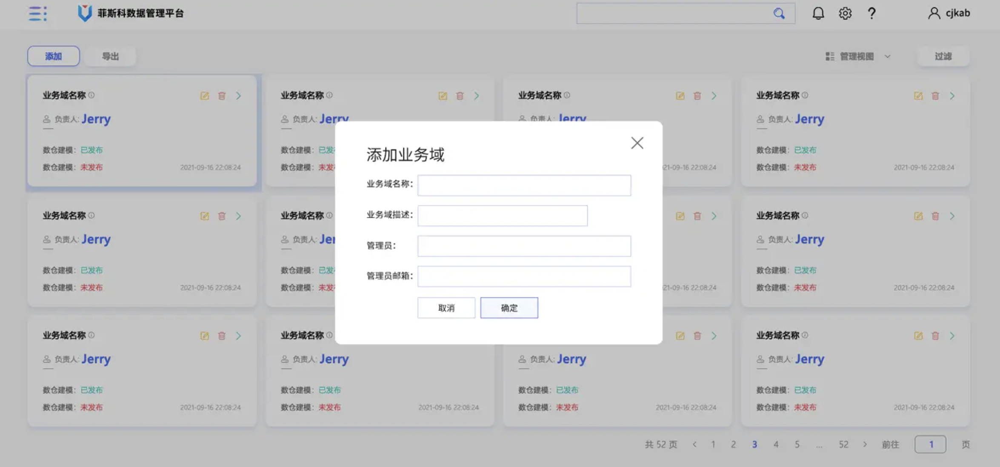 菲斯科数据管理平台
cjkab
添加
导出
管理视图
过滤
业务域名称
业务域名称
业务域名称
业务域名称
负责人: Jerry
负责人: Jerry
负责人: Jerry
负责人: Jerry
数仓建模: 已发布
数仓建模: 已发
数仓建模: 已发布
数仓建模: 未发布
2021-09-16 22:08:24
数仓建模: 未发
21-09-16 22:08:24
数仓建模: 未发布
2021-09-16 22:08:24
添加业务域
业务域名称:
业务域描述:
管理员:
管理员邮箱:
取消
确定
业务域名称
业务域名称
业务域名称
负责人: Jerry
负责人: Jer
负责人: Jerry
数仓建模: 已发布
数仓建模: 已发
数仓建模: 已发布
数仓建模: 未发布
2021-09-16 22:08:24
数仓建模: 未发
21-09-16 22:08:24
数仓建模: 未发布
2021-09-16 22:08:24
业务域名称
业务域名称
业务域名称
负责人: Jerry
负责人: Jerry
负责人: Jerry
负责人: Jerry
数仓建模: 已发布
数仓建模: 已发布
数仓建模: 已发布
数仓建模: 已发布
数仓建模: 未发布
2021-09-16 22:08:24
数仓建模: 未发布
2021-09-16 22:08:24
数仓建模: 未发布
2021-09-16 22:08:24
数仓建模: 未发布
2021-09-16 22:08:24
共 52 页 < 1 2 3 4 5 ... 52 > 前往 1 页